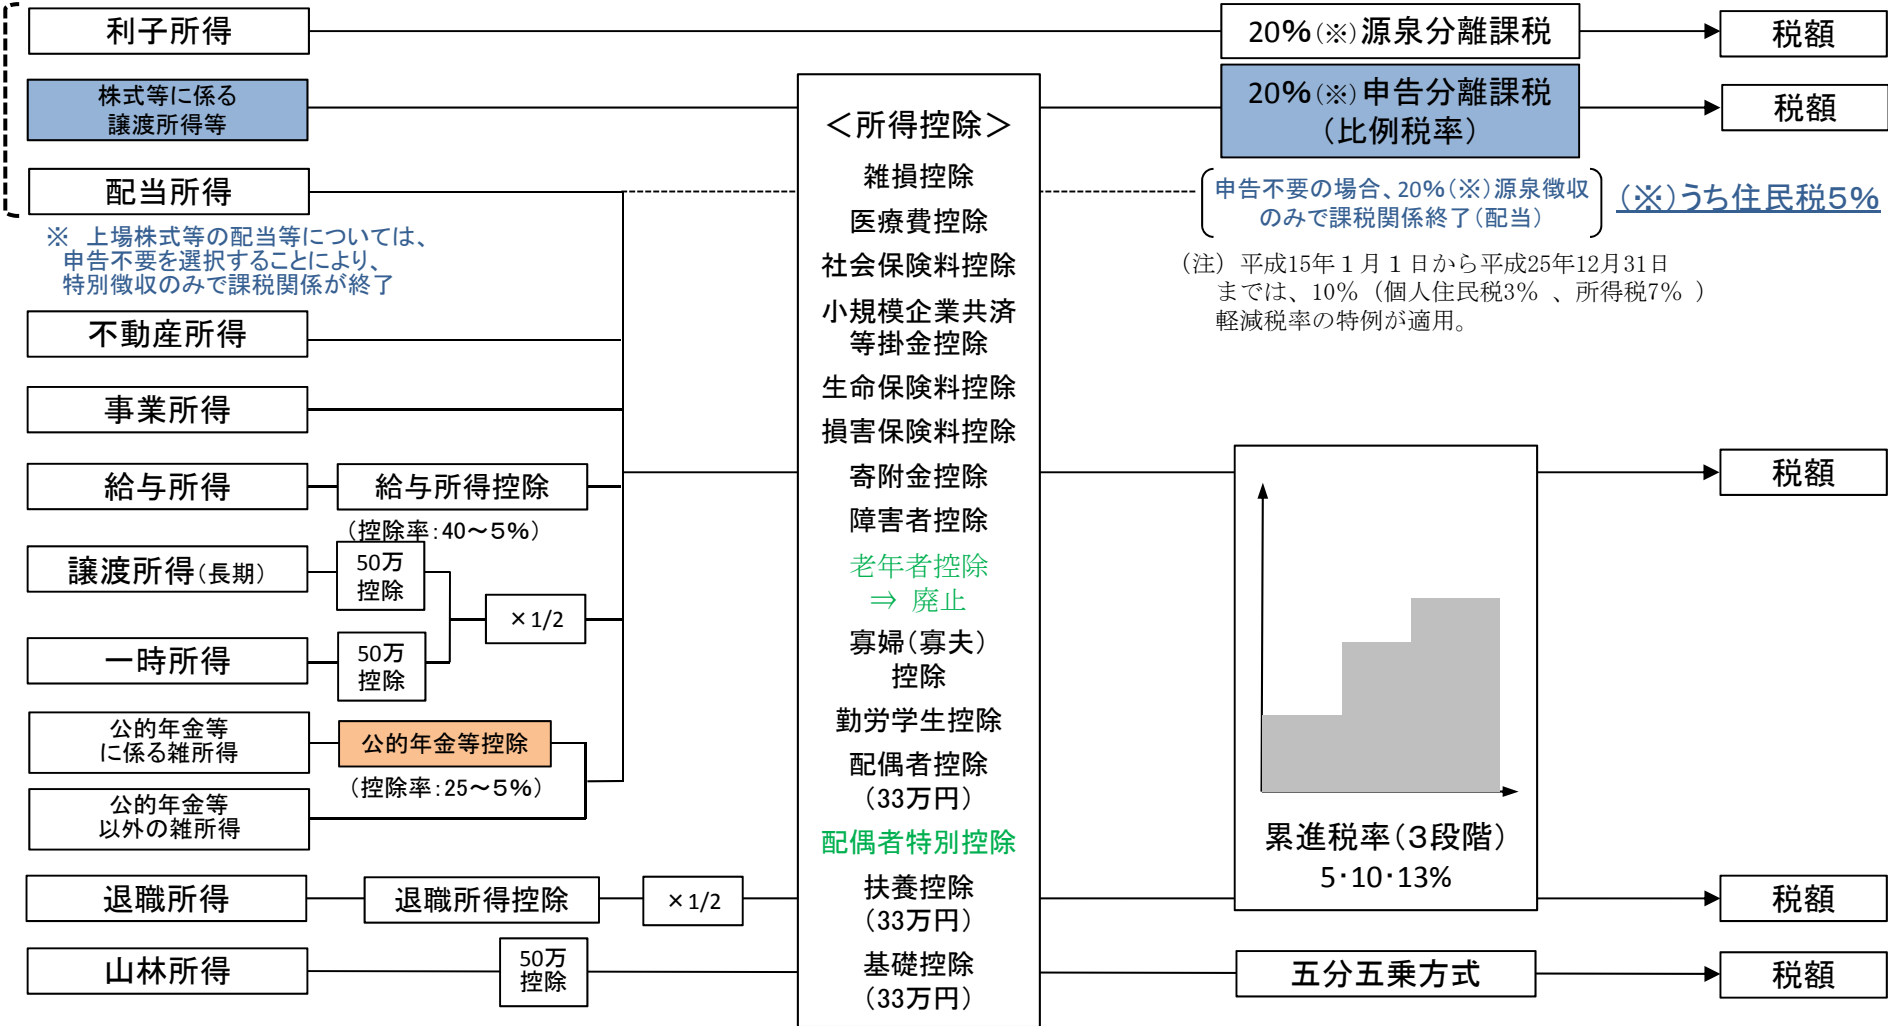 利子所得
20%(※)源泉分離課税
税額
株式等に係る
譲渡所得等
20%(※)申告分離課税
(比例税率)
税額
配当所得
申告不要の場合、20%(※)源泉徴収
のみで課税関係終了(配当)
(※)うち住民税5%
※ 上場株式等の配当等については、
申告不要を選択することにより、
特別徴収のみで課税関係が終了
(注) 平成15年1月1日から平成25年12月31日
までは、10% (個人住民税3% 、所得税7% )
軽減税率の特例が適用。
不動産所得
事業所得
給与所得
給与所得控除
(控除率:40~5%)
譲渡所得(長期)
50万
控除
×1/2
一時所得
50万
控除
公的年金等
に係る雑所得
公的年金等控除
(控除率:25~5%)
公的年金等
以外の雑所得
退職所得
退職所得控除
×1/2
山林所得
50万
控除
<所得控除>
雑損控除
医療費控除
社会保険料控除
小規模企業共済
等掛金控除
生命保険料控除
損害保険料控除
寄附金控除
障害者控除
老年者控除
⇒ 廃止
寡婦(寡夫)
控除
勤労学生控除
配偶者控除
(33万円)
配偶者特別控除
扶養控除
(33万円)
基礎控除
(33万円)
税額
累進税率(3段階)
5・10・13%
税額
五分五乗方式
税額